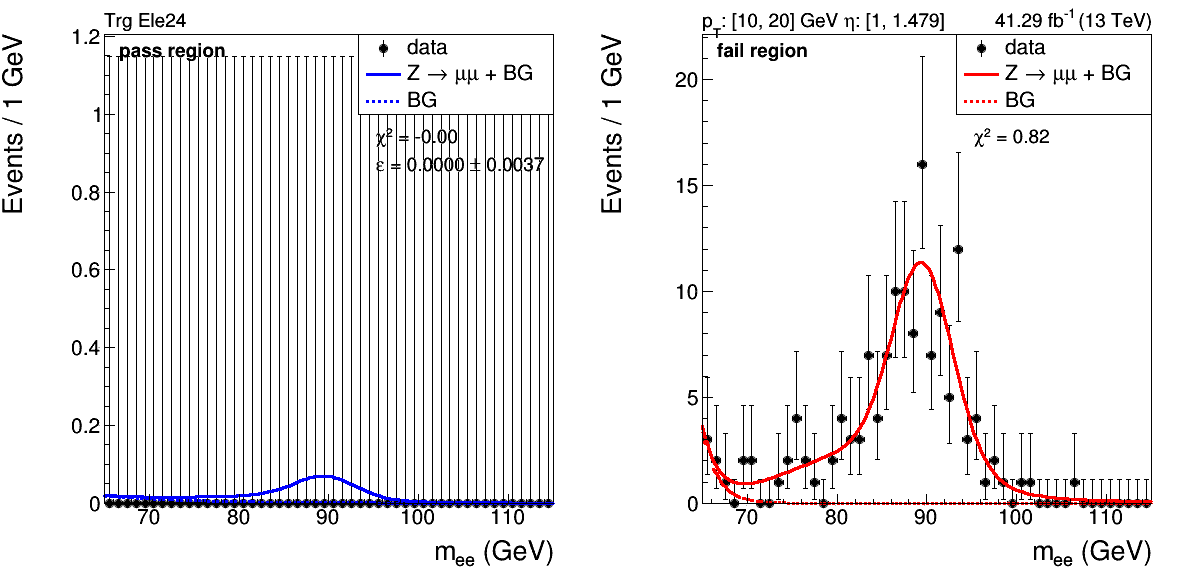 Trg Ele24
pass region
data
Z → μμ + BG
BG
χ² = -0.00
ε = 0.0000 ± 0.0037
Events / 1 GeV
1.2
1
0.8
0.6
0.4
0.2
0
70 80 90 100 110
m_ee (GeV)
p_T: [10, 20] GeV η: [1, 1.479] 41.29 fb⁻¹ (13 TeV)
fail region
data
Z → μμ + BG
BG
χ² = 0.82
Events / 1 GeV
20
15
10
5
0
70 80 90 100 110
m_ee (GeV)